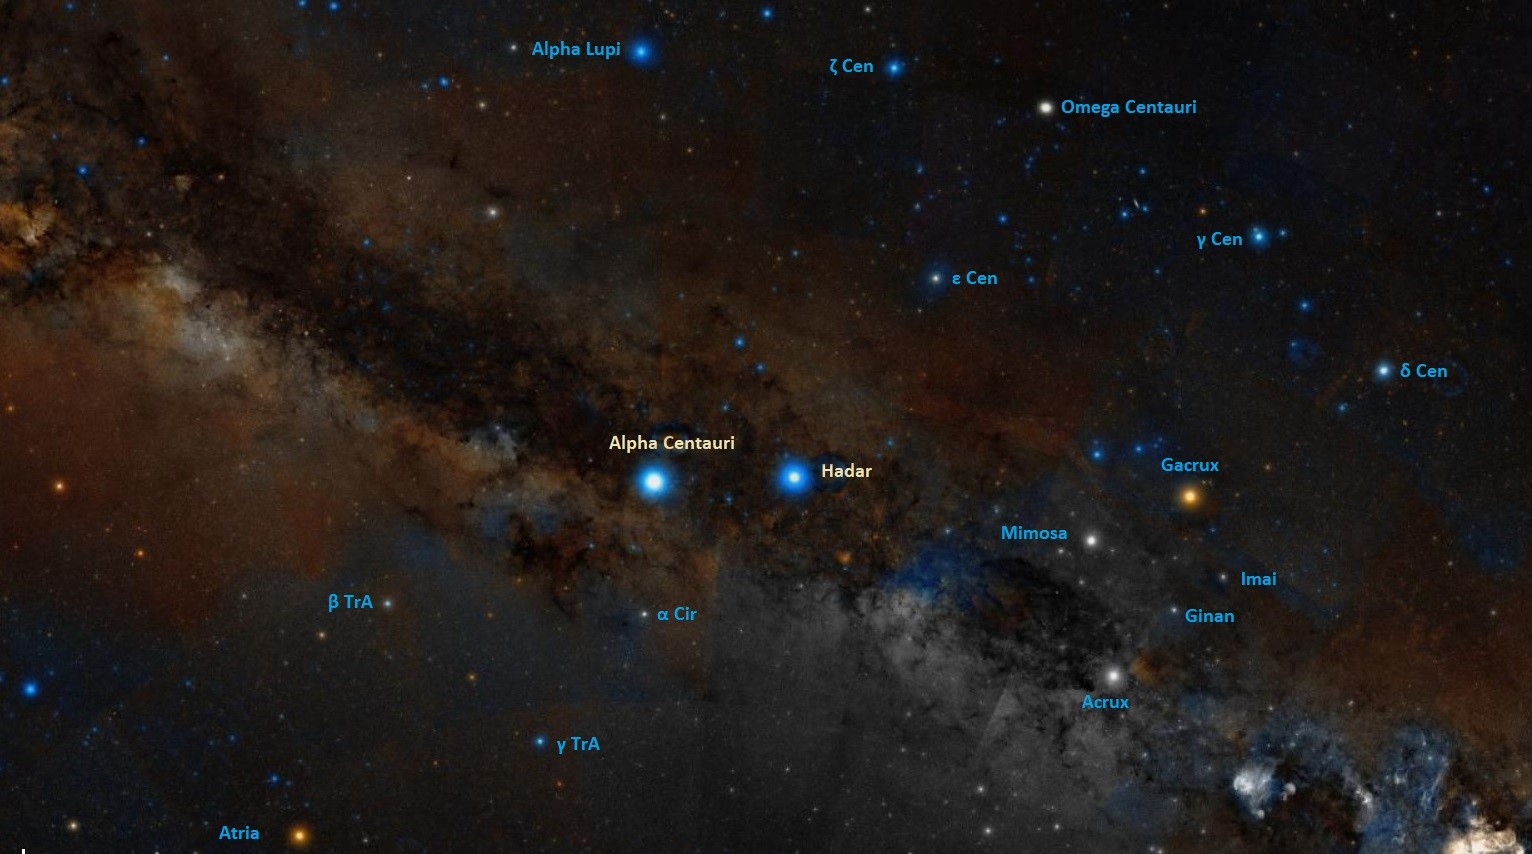 Alpha Lupi
ζ Cen
Omega Centauri
γ Cen
ε Cen
δ Cen
Alpha Centauri
Hadar
Gacrux
Mimosa
Imai
β TrA
α Cir
Ginan
Acrux
γ TrA
Atria